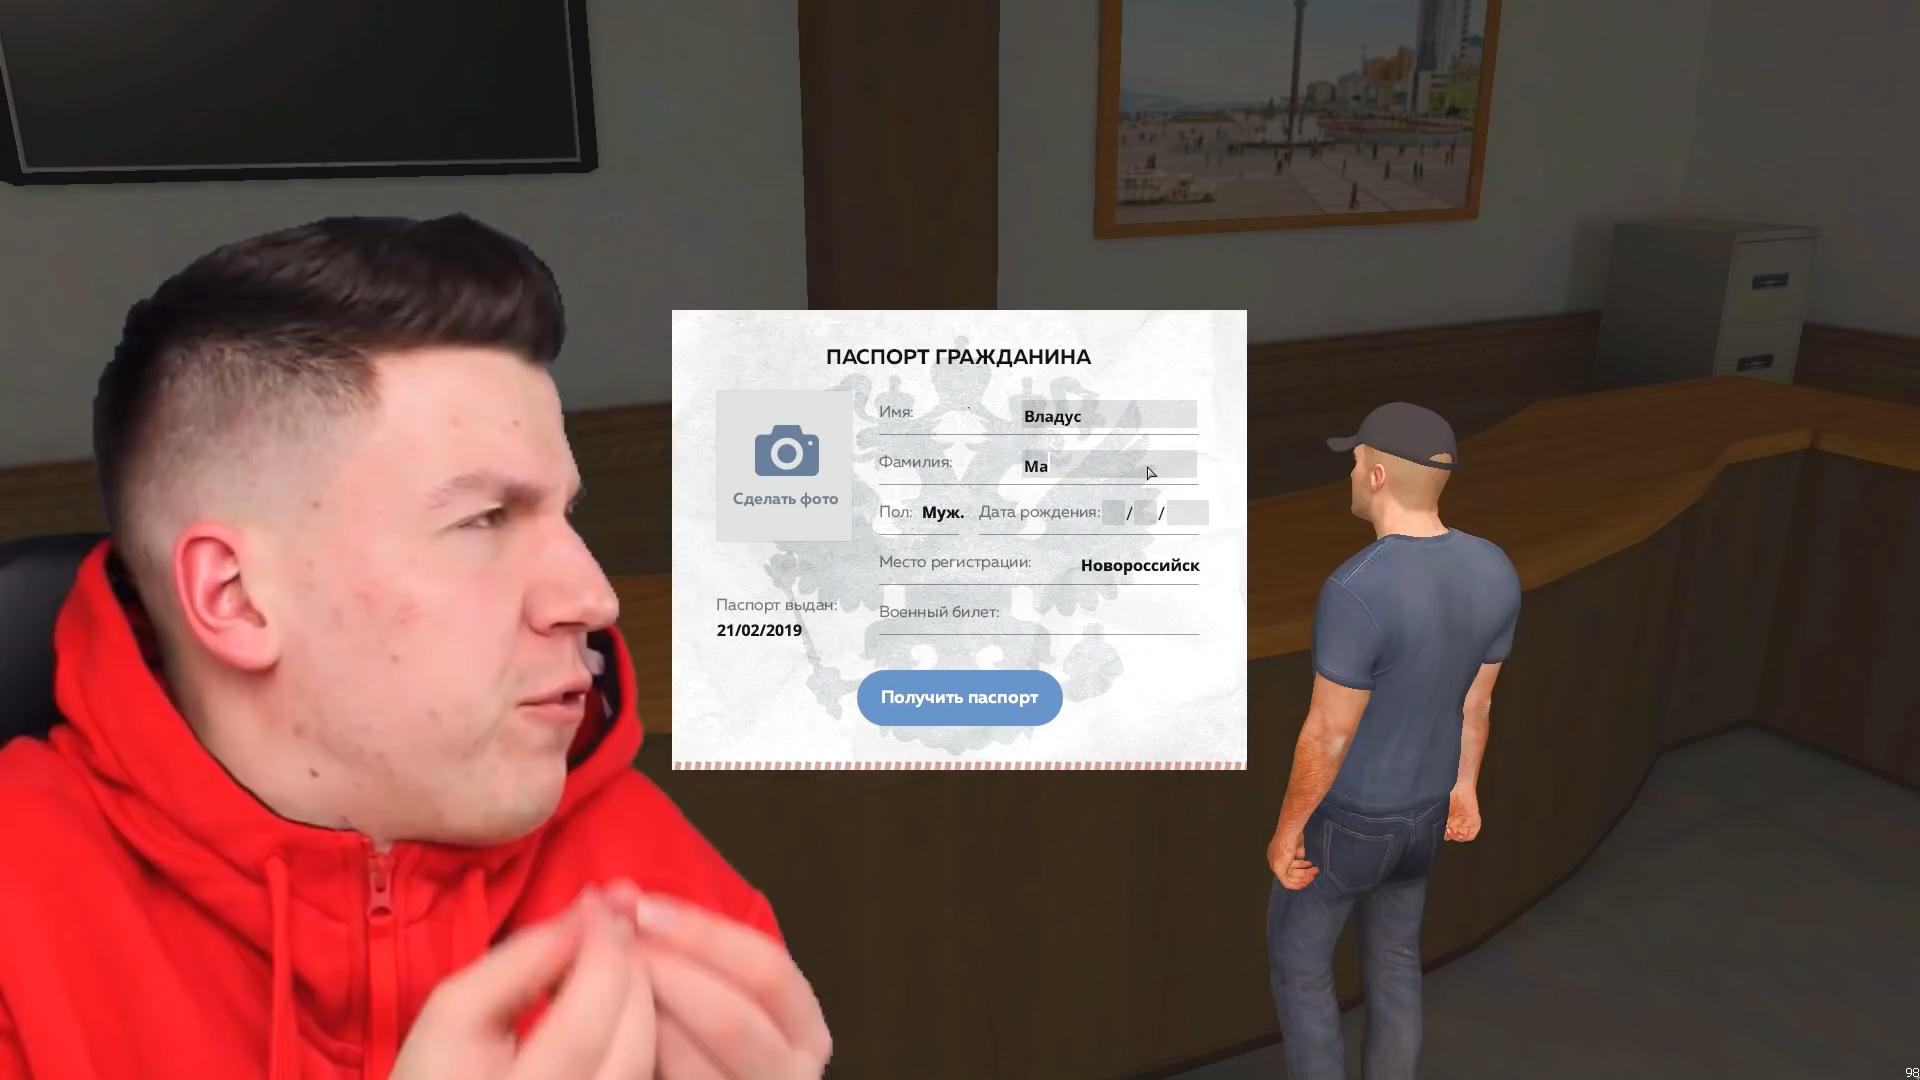 ПАСПОРТ ГРАЖДАНИНА
Имя: Владус
Фамилия: Ма
Сделать фото
Пол: Муж. Дата рождения: / /
Место регистрации: Новороссийск
Паспорт выдан:
21/02/2019
Военный билет:
Получить паспорт
98